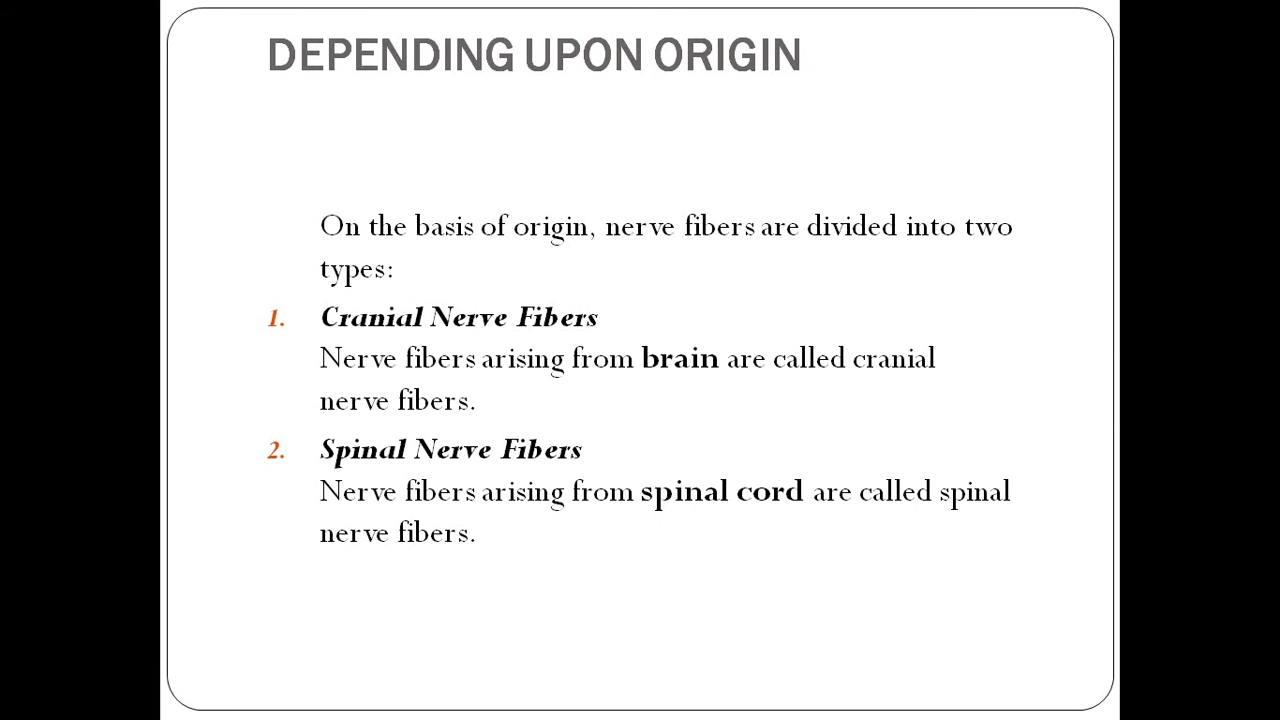 DEPENDING UPON ORIGIN
On the basis of origin, nerve fibers are divided into two
types:
1. Cranial Nerve Fibers
Nerve fibers arising from brain are called cranial
nerve fibers.
2. Spinal Nerve Fibers
Nerve fibers arising from spinal cord are called spinal
nerve fibers.